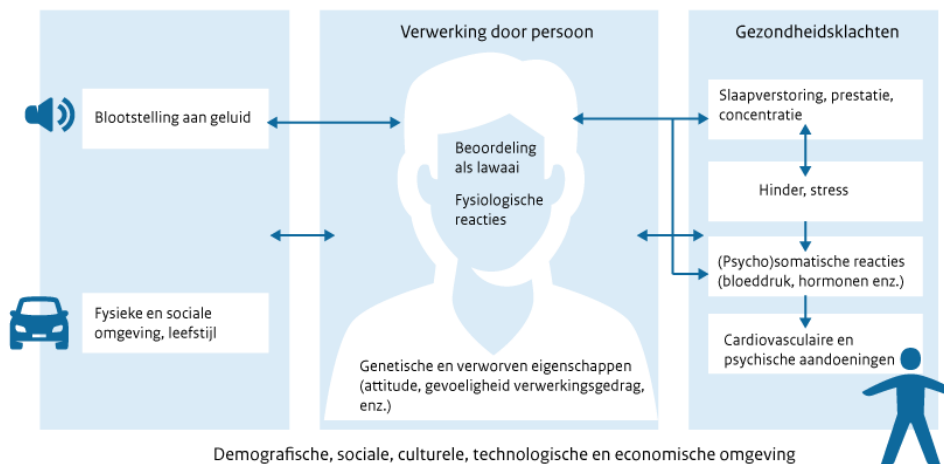 Verwerking door persoon
Gezondheidsklachten
Blootstelling aan geluid
Fysieke en sociale
omgeving, leefstijl
Beoordeling
als lawaai
Fysiologische
reacties
Genetische en verworven eigenschappen
(attitude, gevoeligheid verwerkingsgedrag,
enz.)
Slaapverstoring, prestatie,
concentratie
Hinder, stress
(Psycho)somatische reacties
(bloeddruk, hormonen enz.)
Cardiovasculaire en
psychische aandoeningen
Demografische, sociale, culturele, technologische en economische omgeving